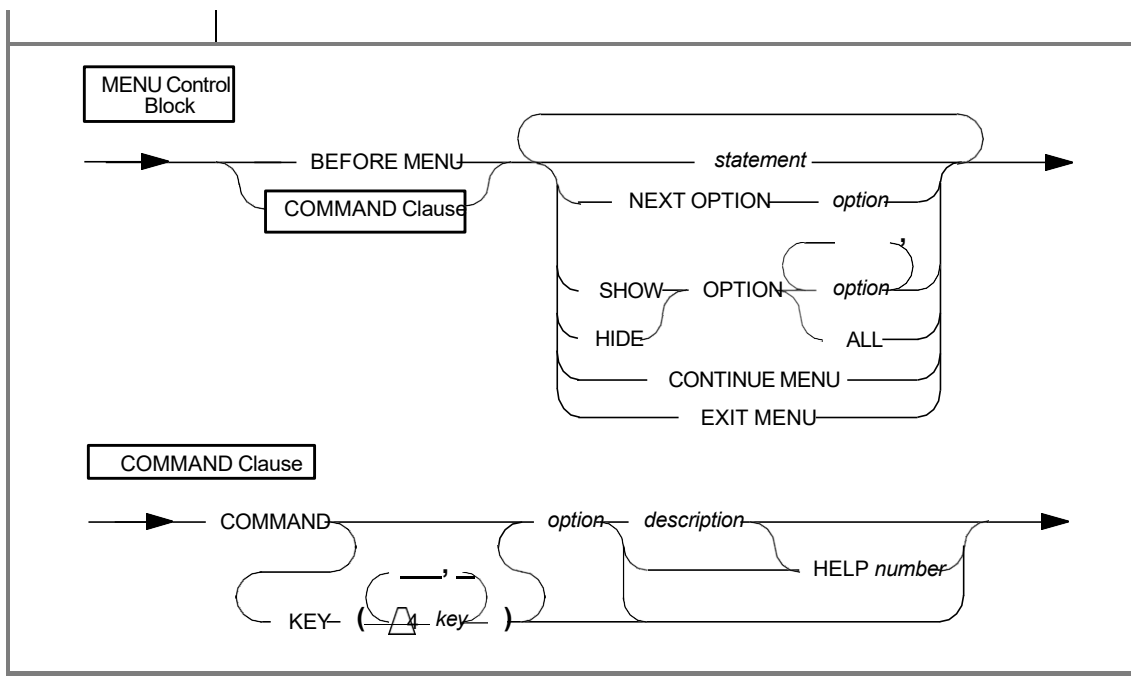 MENU Control
Block
BEFORE MENU
statement
COMMAND Clause
NEXT OPTION option
,
SHOW OPTION option
HIDE ALL
CONTINUE MENU
EXIT MENU
COMMAND Clause
COMMAND option description
HELP number
,
KEY ( 4 key )